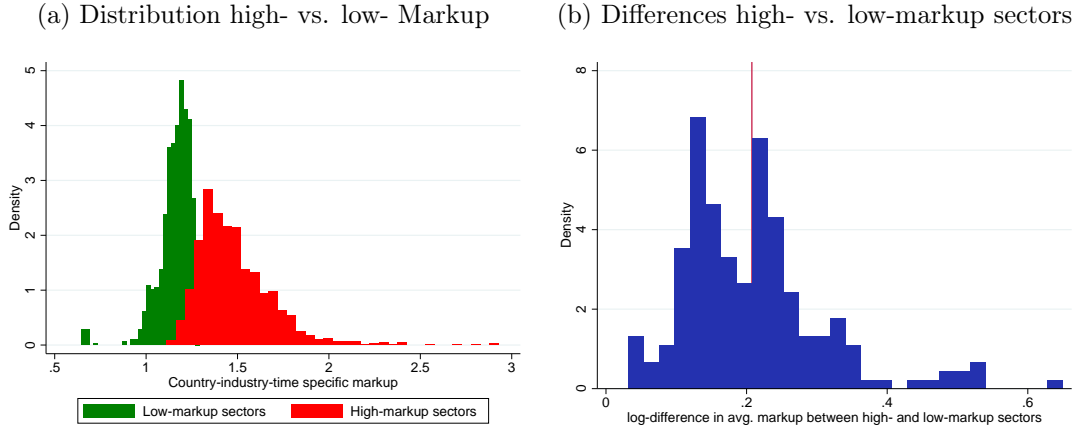 (a) Distribution high- vs. low- Markup
5
4
3
2
1
0
Density
.5
1
1.5
2
2.5
3
Country-industry-time specific markup
Low-markup sectors
High-markup sectors
(b) Differences high- vs. low-markup sectors
8
6
4
2
0
Density
0
.2
.4
.6
log-difference in avg. markup between high- and low-markup sectors